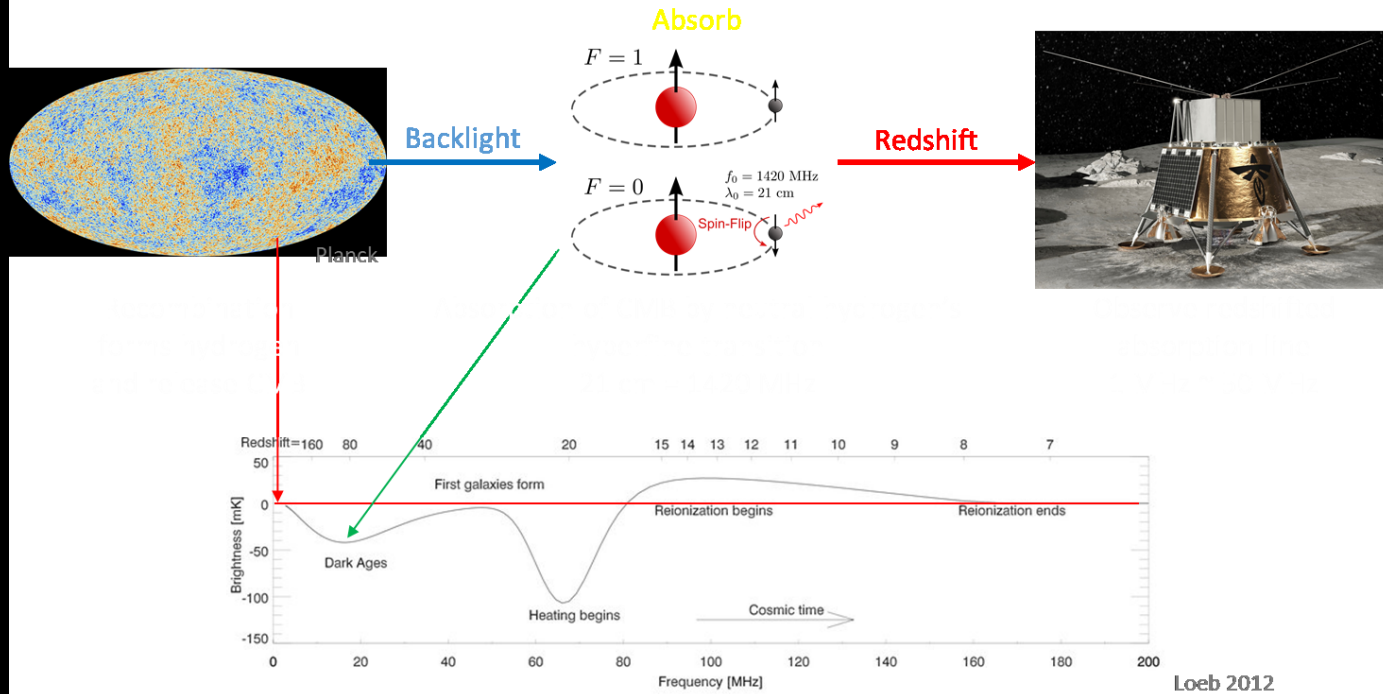 Absorb
F = 1
Backlight
Redshift
F = 0
f₀ = 1420 MHz
λ₀ = 21 cm
Spin-Flip
Planck
Redshift=160 80 40 20 15 14 13 12 11 10 9 8 7
50
0
-50
-100
-150
Brightness [mK]
First galaxies form
Reionization begins
Reionization ends
Dark Ages
Heating begins
Cosmic time
0 20 40 60 80 100 120 140 160 180 200
Frequency [MHz]
Loeb 2012